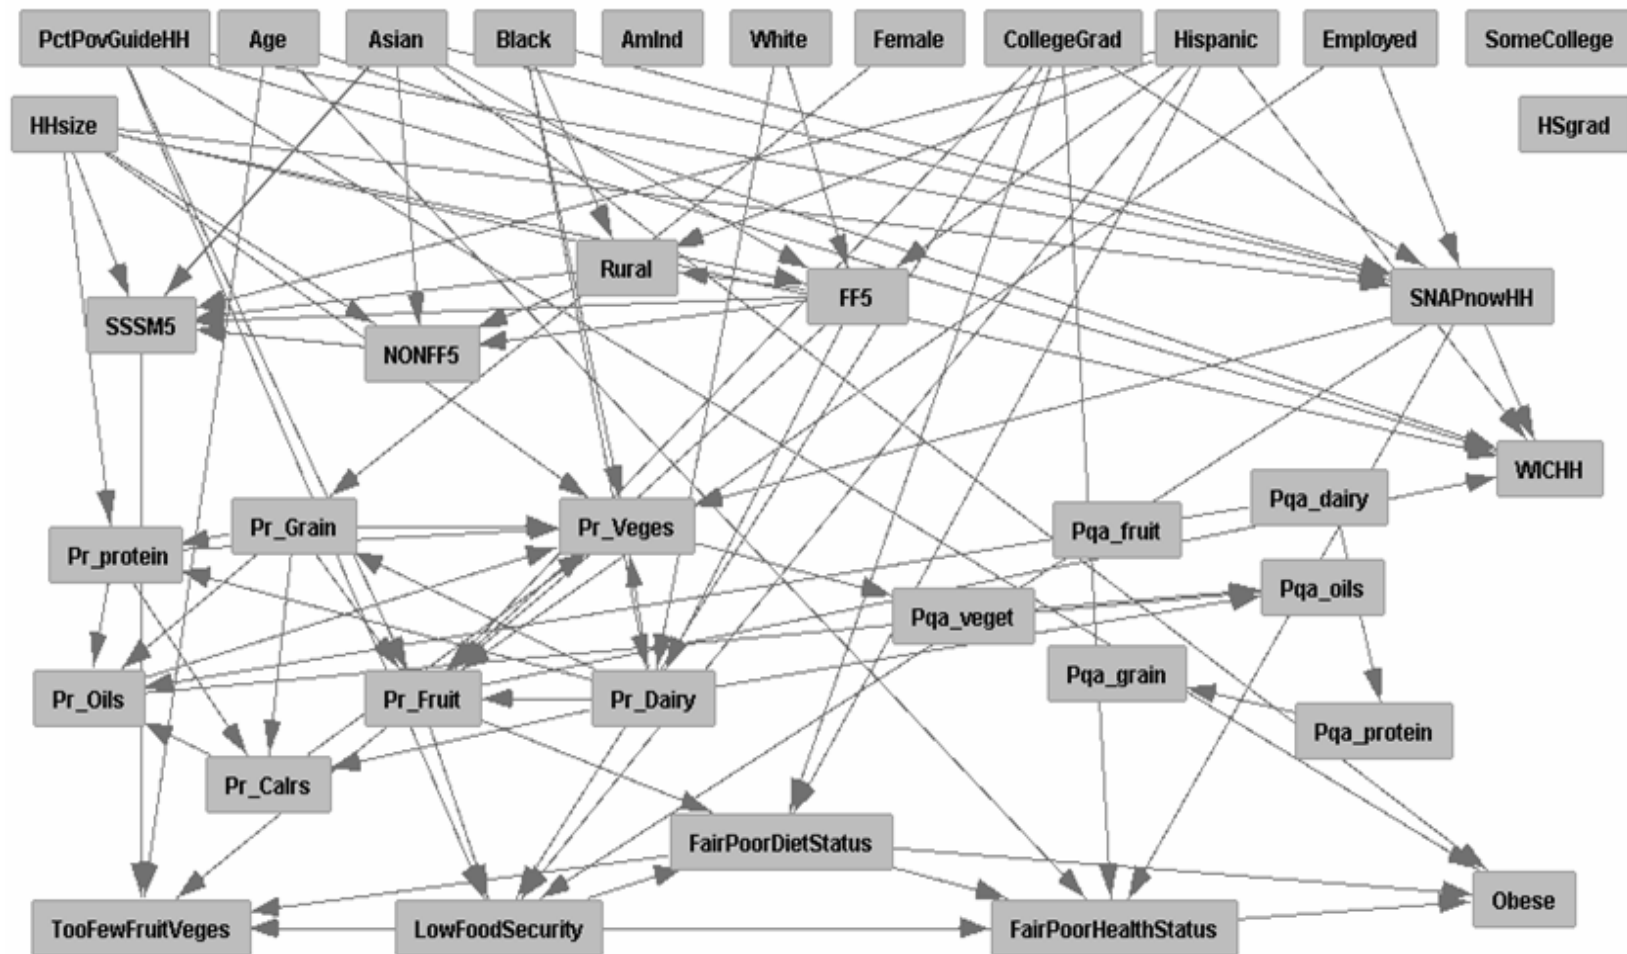 PctPovGuideHH
Age
Asian
Black
AmInd
White
Female
CollegeGrad
Hispanic
Employed
SomeCollege
HHsize
HSgrad
Rural
FF5
SNAPnowHH
SSSM5
NONFF5
WICHH
Pr_Grain
Pr_Veges
Pqa_fruit
Pqa_dairy
Pr_protein
Pqa_veget
Pqa_oils
Pr_Oils
Pr_Fruit
Pr_Dairy
Pqa_grain
Pqa_protein
Pr_Calrs
FairPoorDietStatus
Obese
TooFewFruitVeges
LowFoodSecurity
FairPoorHealthStatus